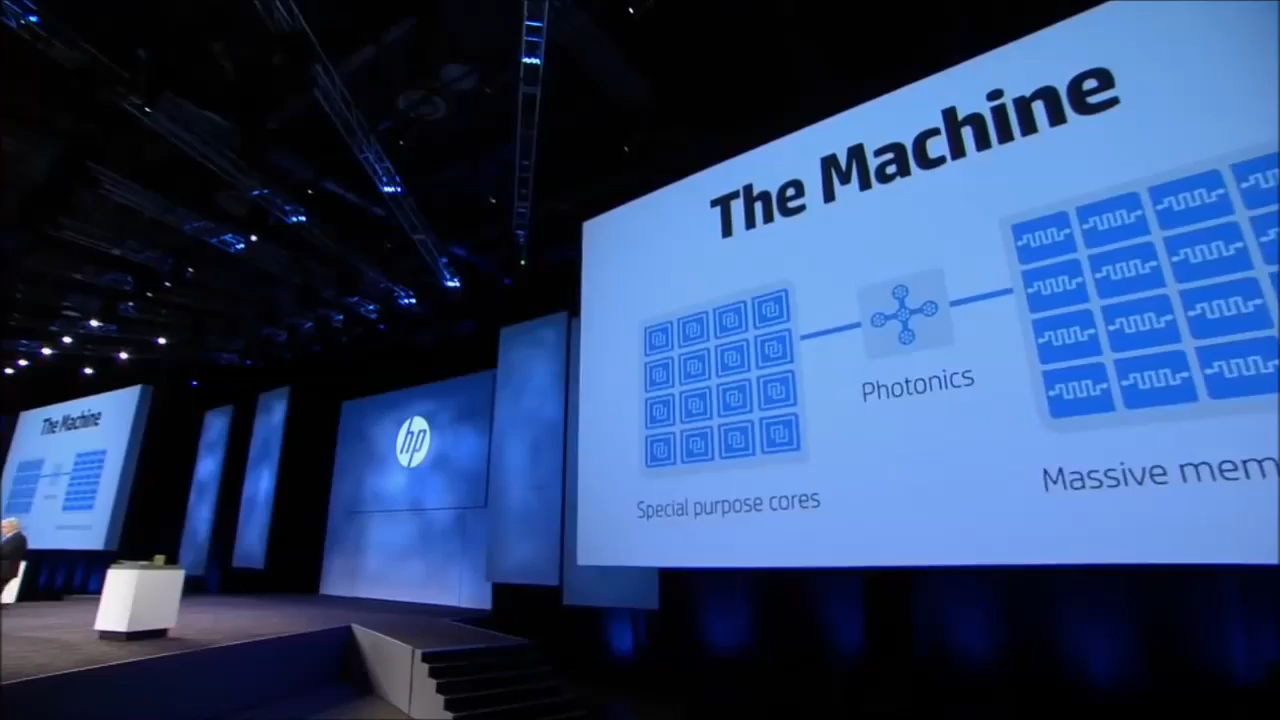 The Machine
Photonics
Special purpose cores
Massive mem
hp
The Machine